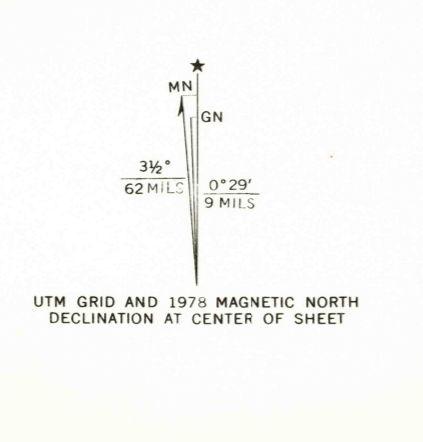 MN
GN
3½°
62 MILS
0°29′
9 MILS
UTM GRID AND 1978 MAGNETIC NORTH
DECLINATION AT CENTER OF SHEET